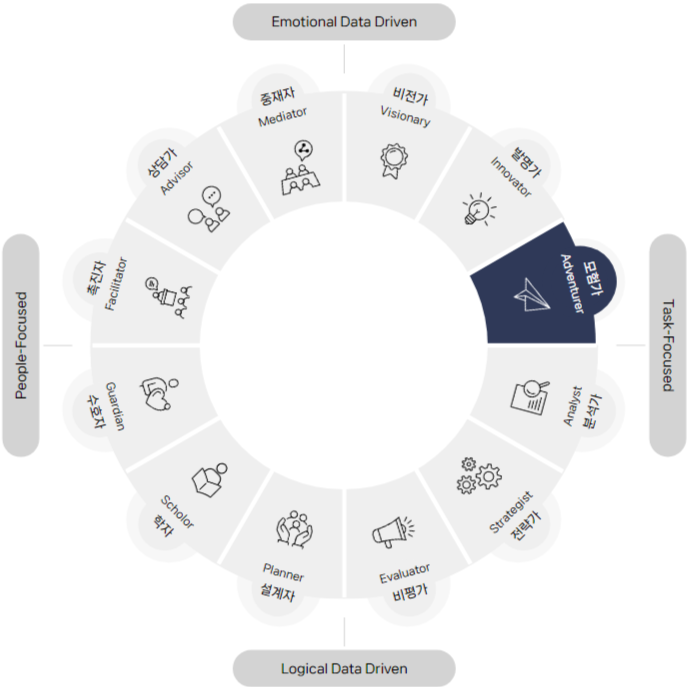 Emotional Data Driven
중재자
Mediator
비전가
Visionary
상담가
Advisor
발명가
Innovator
촉진자
Facilitator
모험가
Adventurer
People-Focused
Task-Focused
Guardian
수호자
Analyst
분석가
Scholor
학자
Strategist
전략가
Planner
설계자
Evaluator
비평가
Logical Data Driven